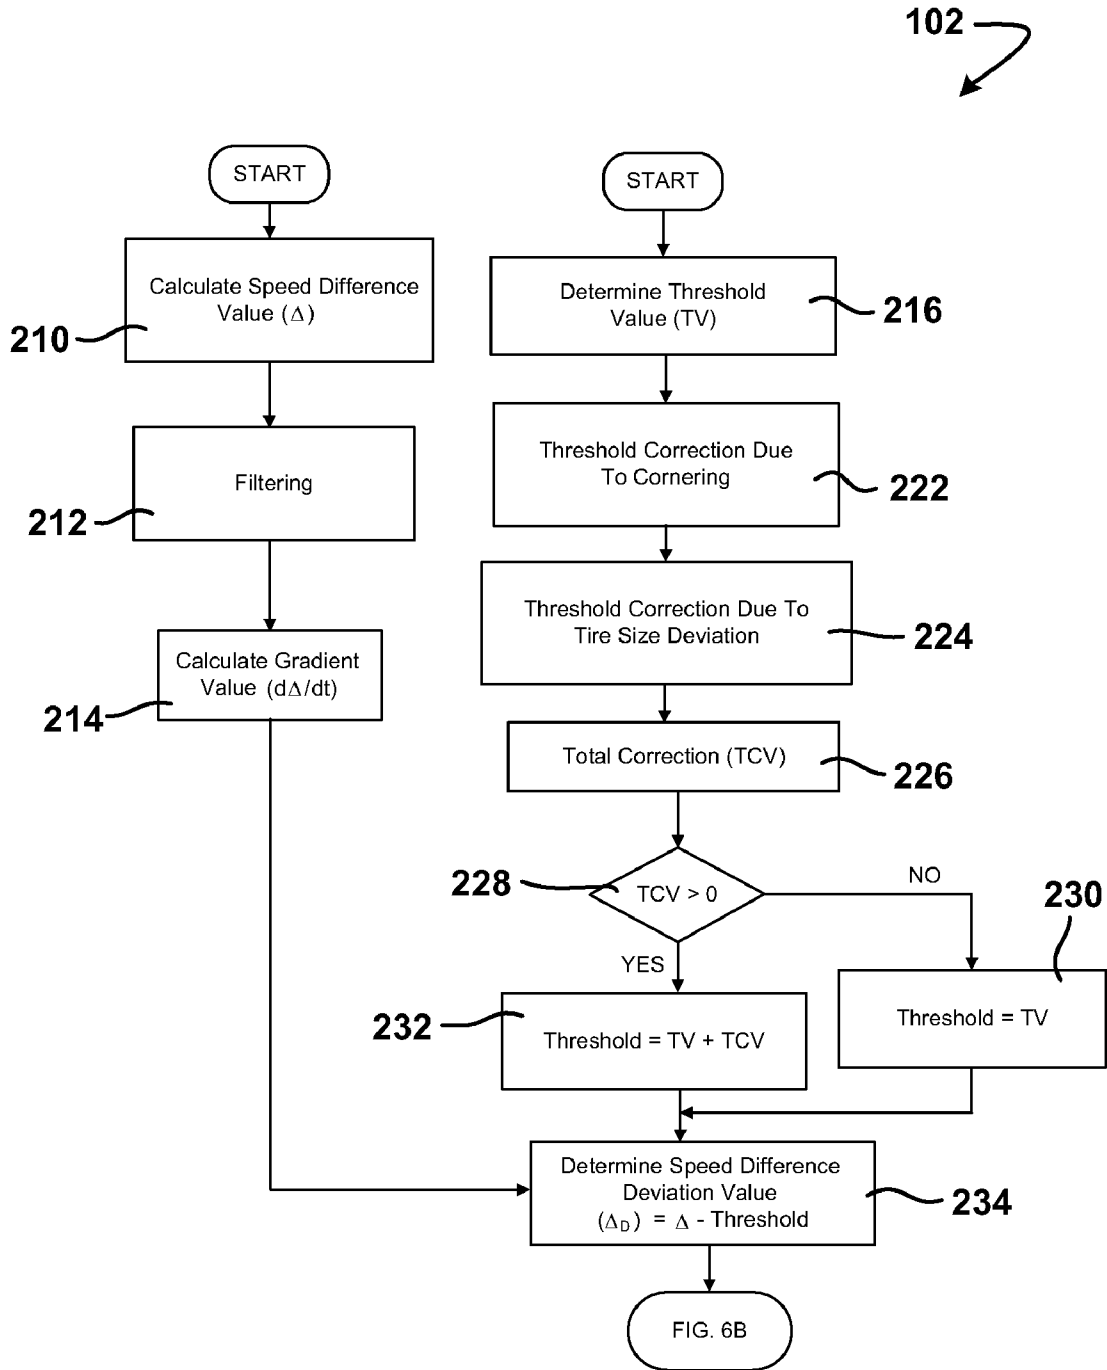 102
START
Calculate Speed Difference
Value (Δ)
210
Filtering
212
Calculate Gradient
Value (dΔ/dt)
214
START
Determine Threshold
Value (TV)
216
Threshold Correction Due
To Cornering
222
Threshold Correction Due To
Tire Size Deviation
224
Total Correction (TCV)
226
228
TCV > 0
NO
YES
230
Threshold = TV
232
Threshold = TV + TCV
Determine Speed Difference
Deviation Value
(Δ_D) = Δ - Threshold
234
FIG. 6B